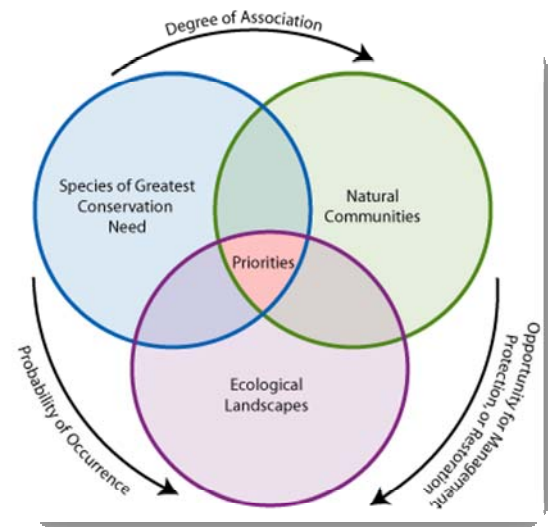 Degree of Association
Species of Greatest
Conservation
Need
Natural
Communities
Priorities
Ecological
Landscapes
Probability of Occurrence
Opportunity for Management,
Protection, or Restoration